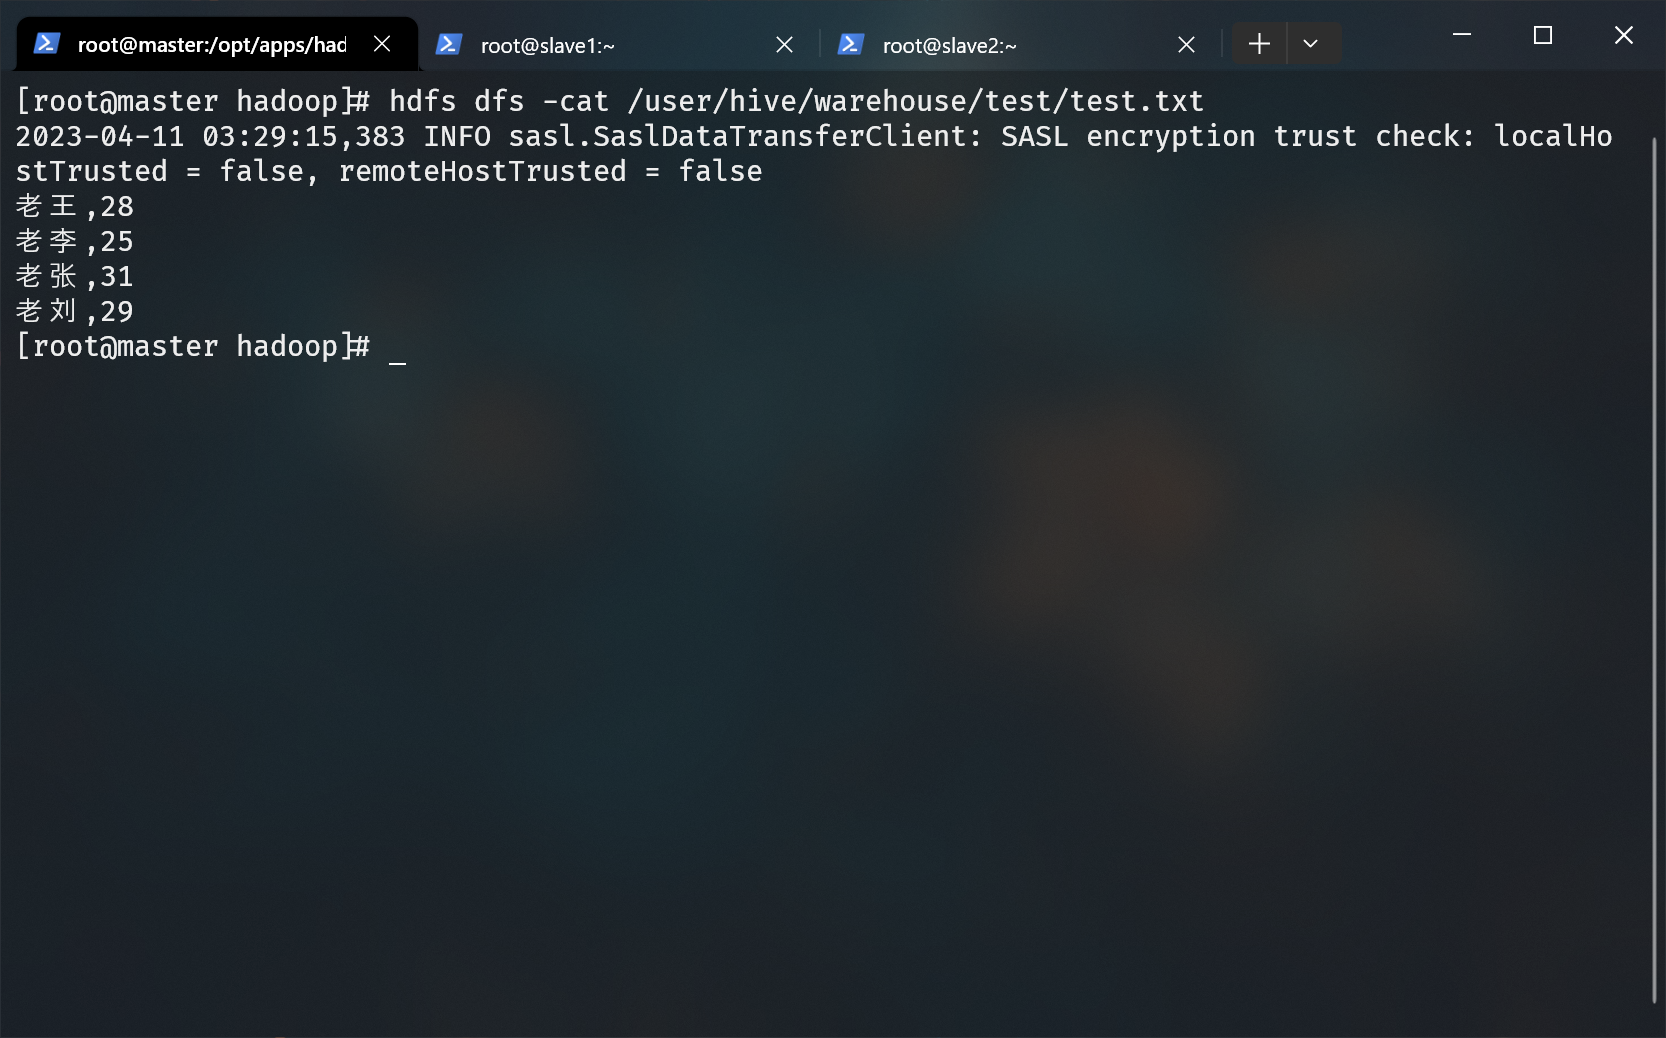 root@master:/opt/apps/had
root@slave1:~
root@slave2:~
[root@master hadoop]# hdfs dfs -cat /user/hive/warehouse/test/test.txt
2023-04-11 03:29:15,383 INFO sasl.SaslDataTransferClient: SASL encryption trust check: localHo
stTrusted = false, remoteHostTrusted = false
老王,28
老李,25
老张,31
老刘,29
[root@master hadoop]# _